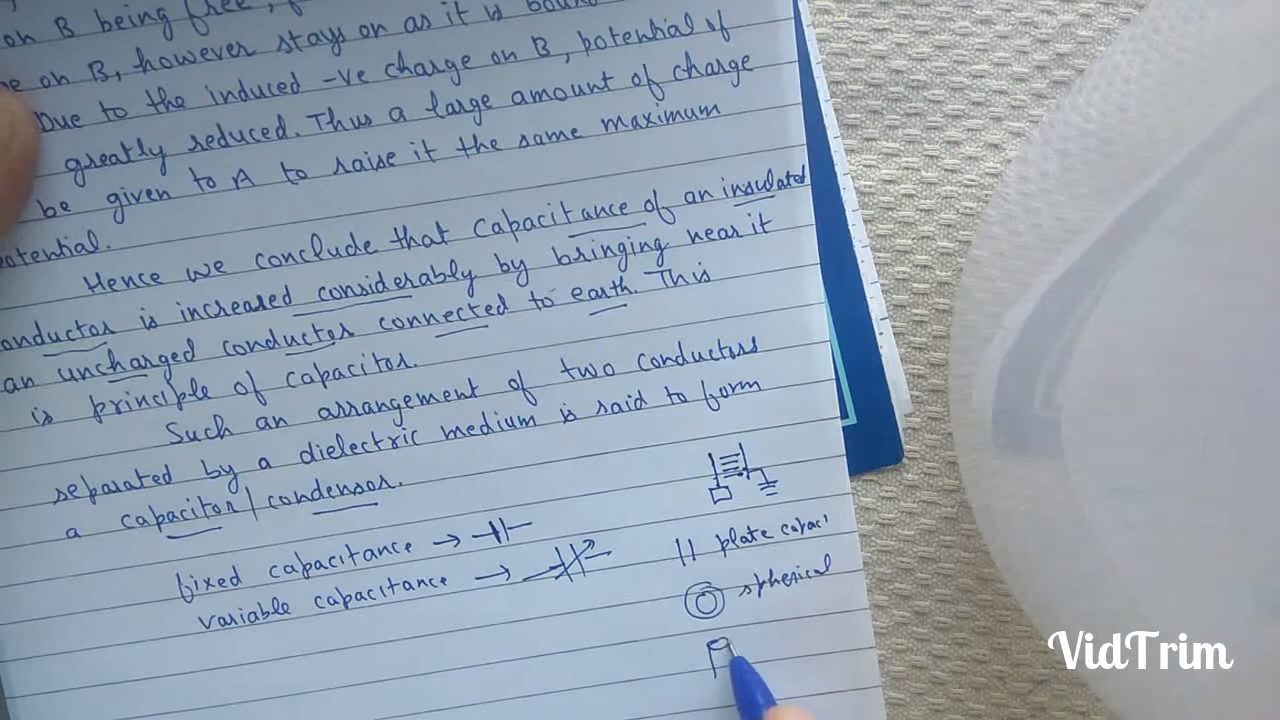 on B being free,
on B, however stay on as it is bound
Due to the induced -ve charge on B, potential of
greatly reduced. Thus a large amount of charge
be given to A to raise it the same maximum
potential.
Hence we conclude that capacitance of an insulated
conductor is increased considerably by bringing near it
an uncharged conductor connected to earth. This
is principle of capacitor.
Such an arrangement of two conductors
separated by a dielectric medium is said to form
a capacitor/condensor.
fixed capacitance →
variable capacitance →
|| plate capaci
spherical
VidTrim